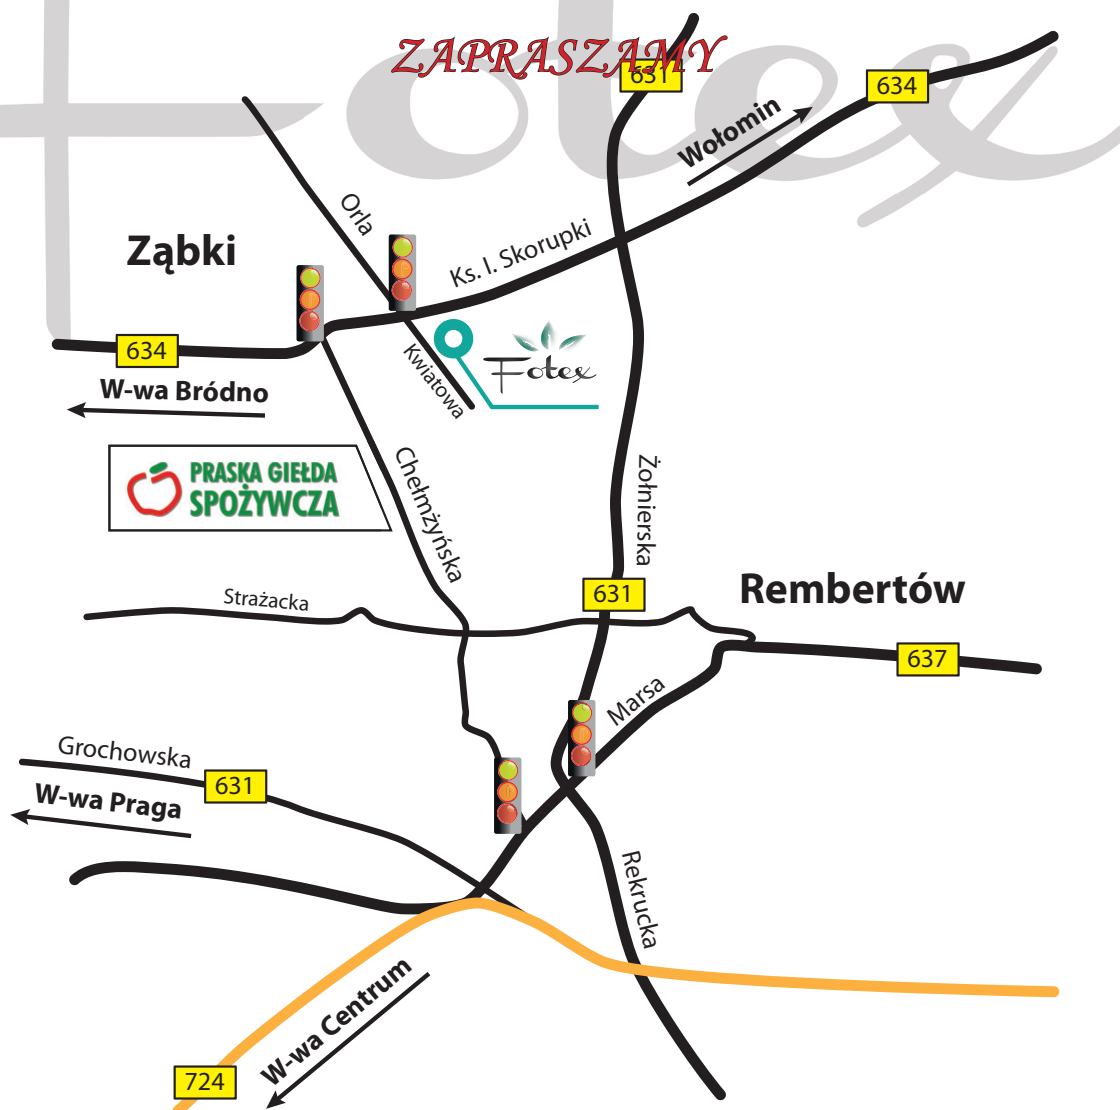 Fotex
ZAPRASZAMY
631
634
Wołomin
Orla
Ząbki
Ks. I. Skorupki
634
W-wa Bródno
Kwiatowa
Fotex
PRASKA GIEŁDA
SPOŻYWCZA
Chełmżyńska
Żołnierska
Strażacka
631
Rembertów
637
Marsa
Grochowska
631
W-wa Praga
Rekrucka
W-wa Centrum
724